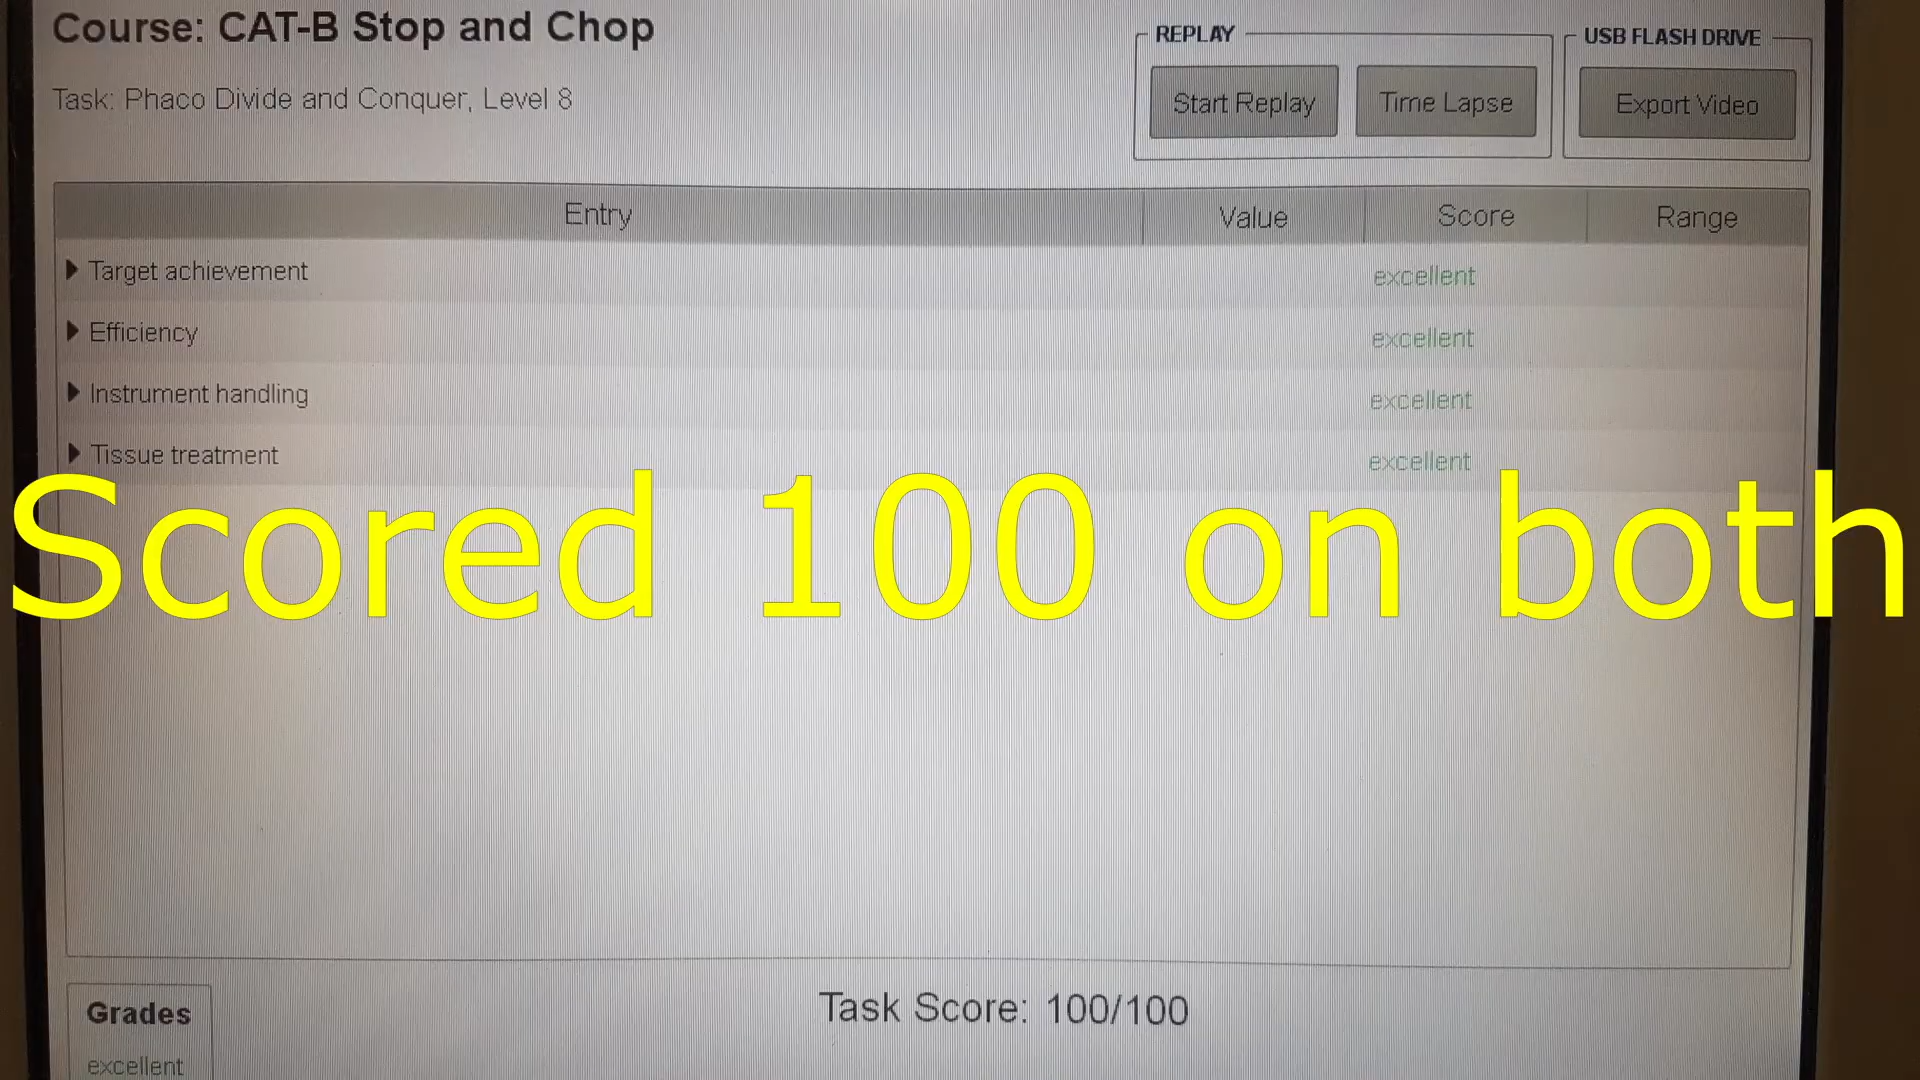 Course: CAT-B Stop and Chop
Task: Phaco Divide and Conquer, Level 8
REPLAY
Start Replay Time Lapse
USB FLASH DRIVE
Export Video
Entry Value Score Range
Target achievement excellent
Efficiency excellent
Instrument handling excellent
Tissue treatment excellent
Scored 100 on both
Task Score: 100/100
Grades
excellent